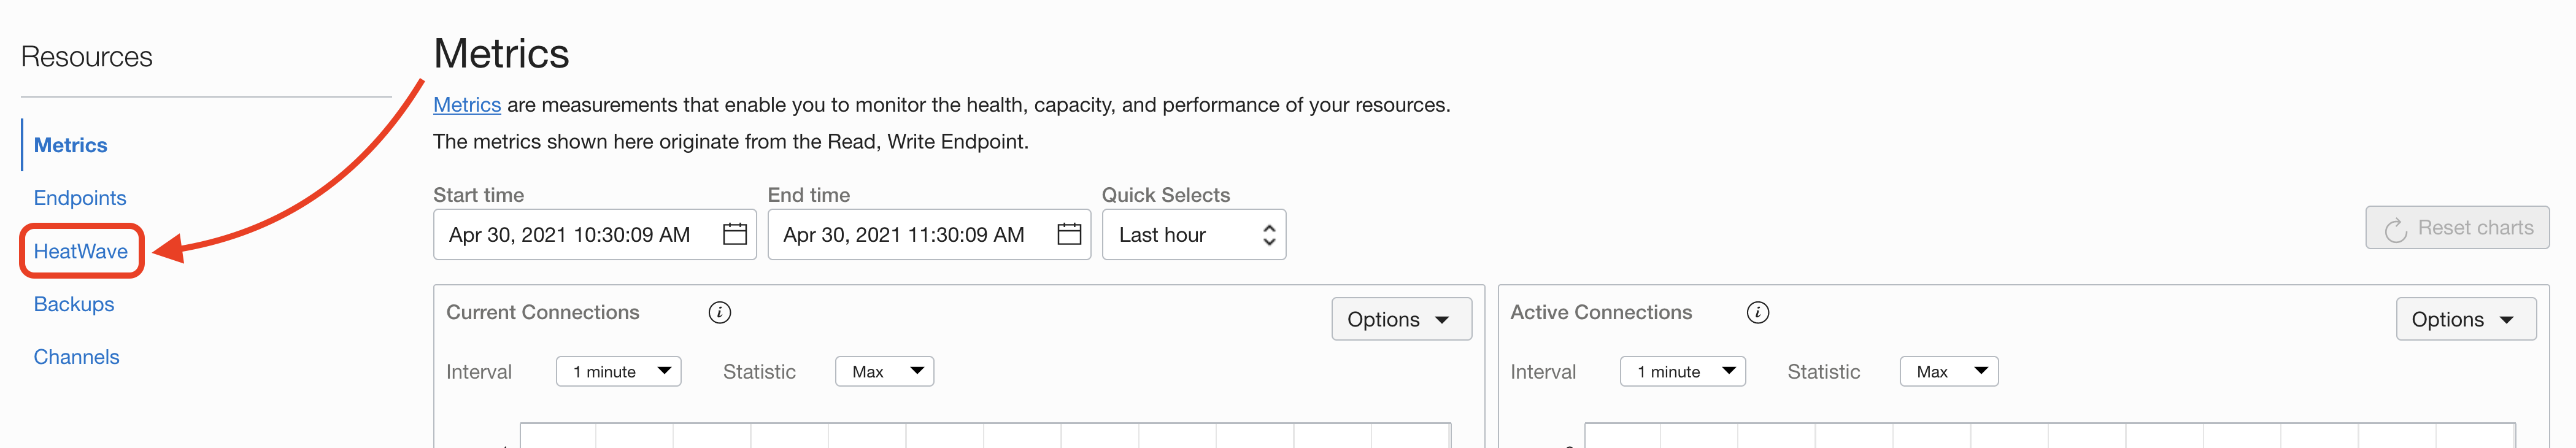 Resources
Metrics
Endpoints
HeatWave
Backups
Channels
Metrics
Metrics are measurements that enable you to monitor the health, capacity, and performance of your resources.
The metrics shown here originate from the Read, Write Endpoint.
Start time
End time
Quick Selects
Apr 30, 2021 10:30:09 AM
Apr 30, 2021 11:30:09 AM
Last hour
Reset charts
Current Connections
Options
Interval
1 minute
Statistic
Max
Active Connections
Options
Interval
1 minute
Statistic
Max